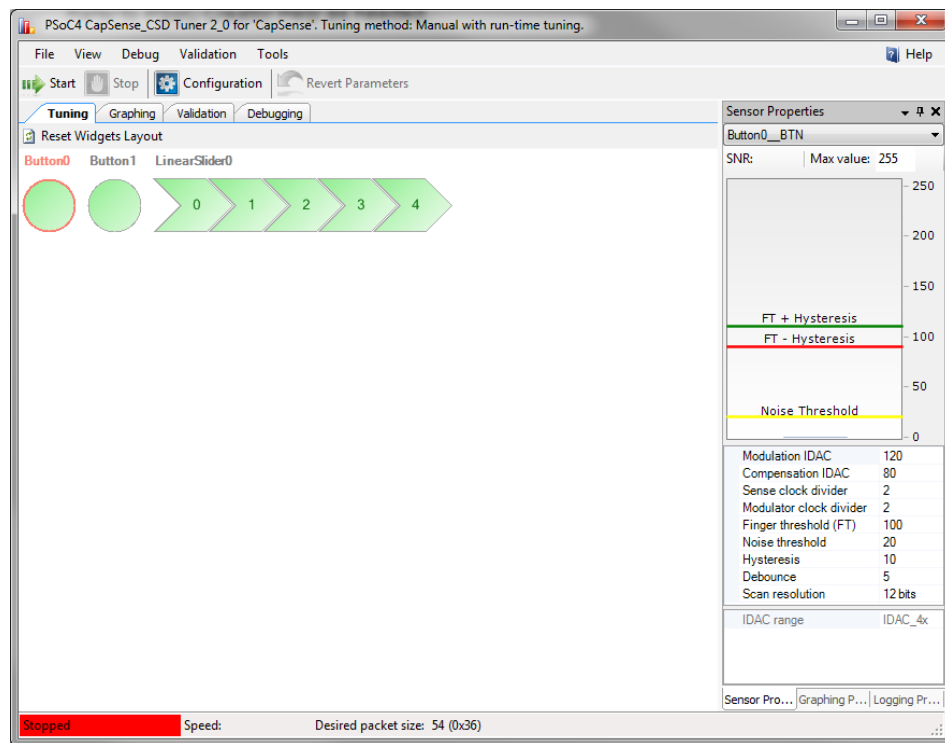 PSoC4 CapSense_CSD Tuner 2_0 for 'CapSense'. Tuning method: Manual with run-time tuning.
File View Debug Validation Tools Help
Start Stop Configuration Revert Parameters
Tuning Graphing Validation Debugging
Reset Widgets Layout
Button0 Button1 LinearSlider0
0 1 2 3 4
Sensor Properties
Button0__BTN
SNR: Max value: 255
250
200
150
FT + Hysteresis
100
FT - Hysteresis
50
Noise Threshold
0
Modulation IDAC 120
Compensation IDAC 80
Sense clock divider 2
Modulator clock divider 2
Finger threshold (FT) 100
Noise threshold 20
Hysteresis 10
Debounce 5
Scan resolution 12 bits
IDAC range IDAC_4x
Sensor Pro... Graphing P... Logging Pr...
Stopped Speed: Desired packet size: 54 (0x36)